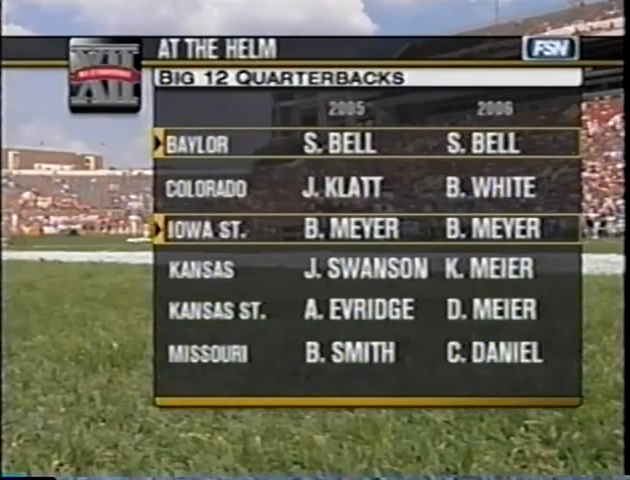 AT THE HELM
FSN
XII
BIG 12 QUARTERBACKS
2005 2006
BAYLOR S. BELL S. BELL
COLORADO J. KLATT B. WHITE
IOWA ST. B. MEYER B. MEYER
KANSAS J. SWANSON K. MEIER
KANSAS ST. A. EVRIDGE D. MEIER
MISSOURI B. SMITH C. DANIEL